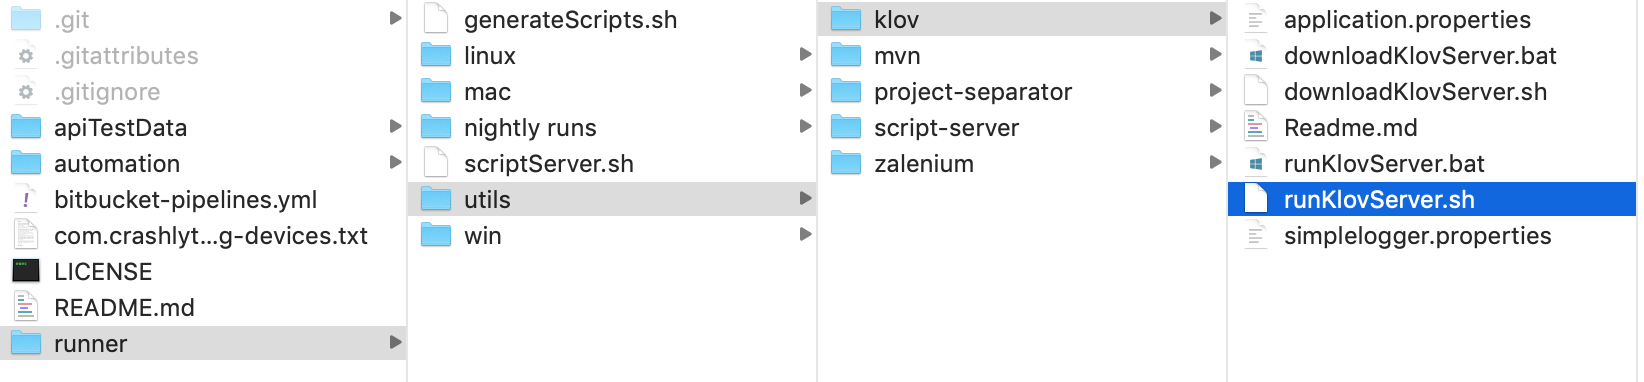 .git
.gitattributes
.gitignore
apiTestData
automation
bitbucket-pipelines.yml
com.crashlyt...g-devices.txt
LICENSE
README.md
runner
generateScripts.sh
linux
mac
nightly runs
scriptServer.sh
utils
win
klov
mvn
project-separator
script-server
zalenium
application.properties
downloadKlovServer.bat
downloadKlovServer.sh
Readme.md
runKlovServer.bat
runKlovServer.sh
simplelogger.properties